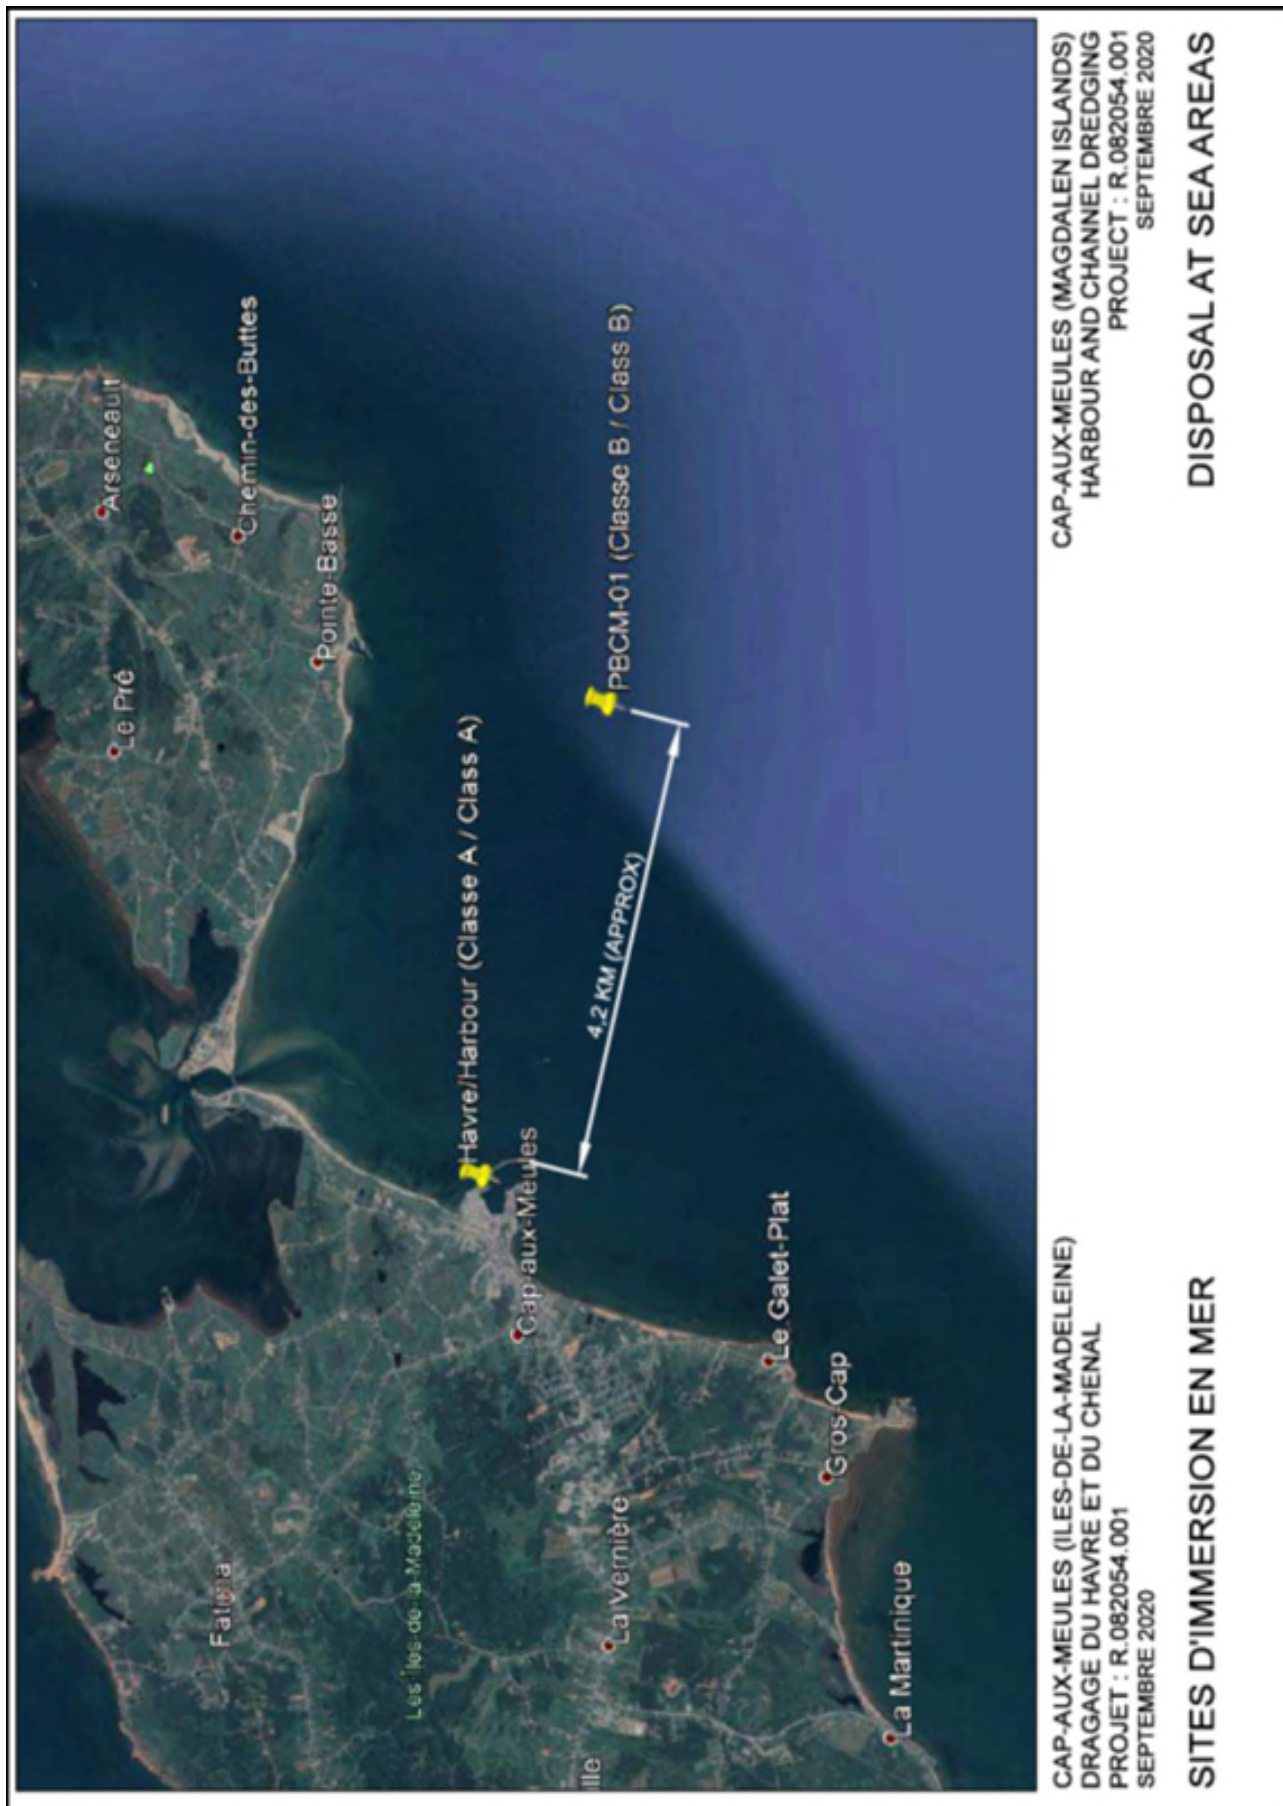 Arseneault
Le Pré
Chemin-des-Buttes
Pointe-Basse
Fatima
Les Îles-de-la-Madeleine
Havre/Harbour (Classe A / Class A)
Cap-aux-Meules
PBCM-01 (Classe B / Class B)
4,2 KM (APPROX)
La Vernière
ille
Le Galet-Plat
Gros-Cap
La Martinique
CAP-AUX-MEULES (ILES-DE-LA-MADELEINE)
DRAGAGE DU HAVRE ET DU CHENAL
PROJET : R.082054.001
SEPTEMBRE 2020
SITES D'IMMERSION EN MER
CAP-AUX-MEULES (MAGDALEN ISLANDS)
HARBOUR AND CHANNEL DREDGING
PROJECT : R.082054.001
SEPTEMBRE 2020
DISPOSAL AT SEA AREAS